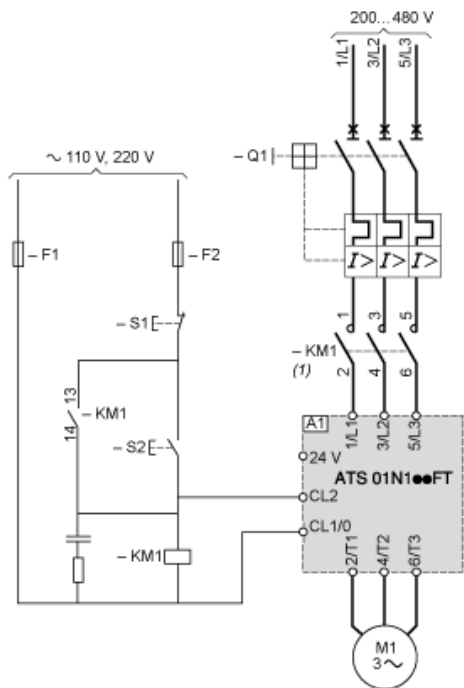 200... 480 V
1/L1
3/L2
5/L3
~ 110 V, 220 V
– Q1
– F1
– F2
I>
I>
I>
– S1
1
3
5
– KM1
(1)
2
4
6
13
14
– KM1
– S2
A1
1/L1
3/L2
5/L3
24 V
ATS 01N1●●FT
CL2
CL1/0
– KM1
2/T1
4/T2
6/T3
M1
3 ~